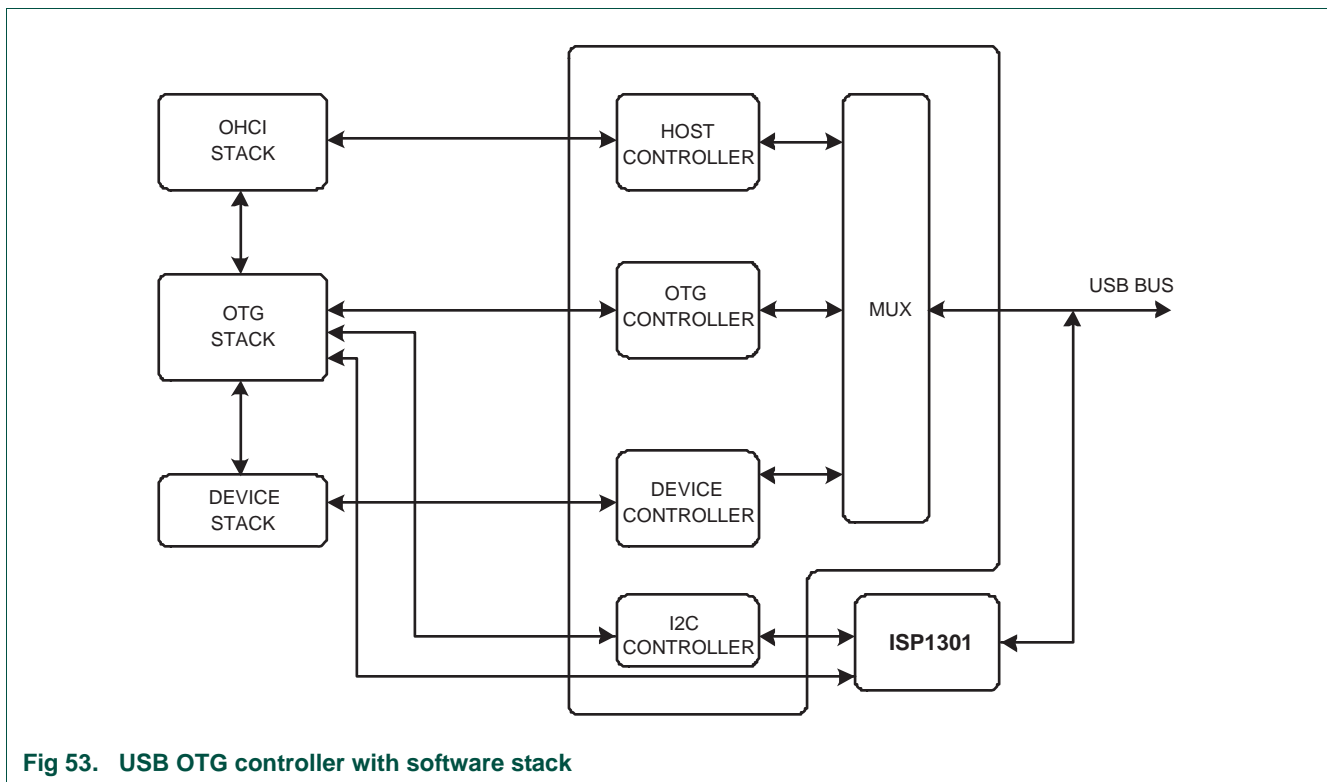 OHCI
STACK
HOST
CONTROLLER
OTG
STACK
OTG
CONTROLLER
MUX
USB BUS
DEVICE
STACK
DEVICE
CONTROLLER
I2C
CONTROLLER
ISP1301
Fig 53. USB OTG controller with software stack